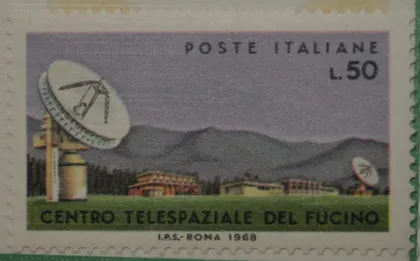 POSTE ITALIANE
L.50
CENTRO TELESPAZIALE DEL FUCINO
I.P.S.-ROMA 1968